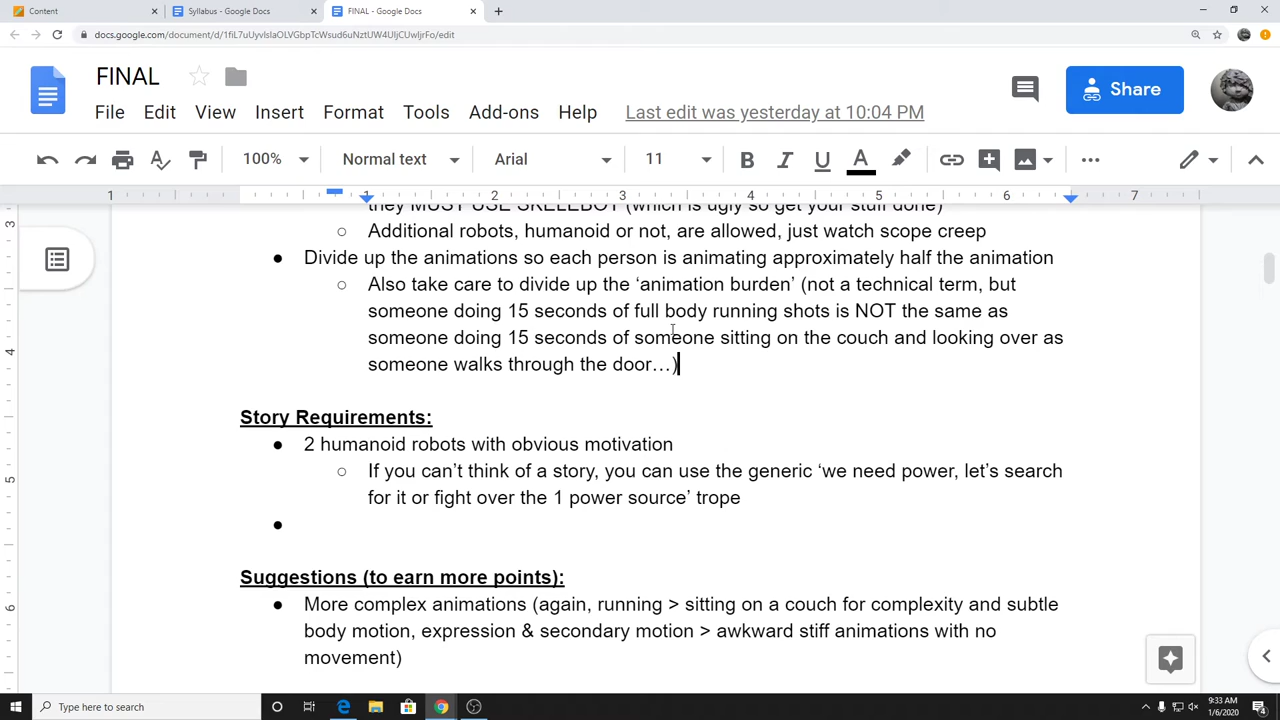 Content
Syllabus - Google Docs
FINAL - Google Docs
docs.google.com/document/d/1fiL7uUyvlslaOLVGbpTcWsud6uNztUW4UljCUwljrFo/edit
FINAL
Share
File Edit View Insert Format Tools Add-ons Help Last edit was yesterday at 10:04 PM
100% Normal text Arial 11 B I U A
1 1 2 3 4 5 6 7
they MUST USE SKELEBOT (which is ugly so get your stuff done)
○ Additional robots, humanoid or not, are allowed, just watch scope creep
● Divide up the animations so each person is animating approximately half the animation
○ Also take care to divide up the ‘animation burden’ (not a technical term, but
someone doing 15 seconds of full body running shots is NOT the same as
someone doing 15 seconds of someone sitting on the couch and looking over as
someone walks through the door…)
Story Requirements:
● 2 humanoid robots with obvious motivation
○ If you can’t think of a story, you can use the generic ‘we need power, let’s search
for it or fight over the 1 power source’ trope
●
Suggestions (to earn more points):
● More complex animations (again, running > sitting on a couch for complexity and subtle
body motion, expression & secondary motion > awkward stiff animations with no
movement)
3
4
5
6
Type here to search
9:33 AM
1/6/2020
4